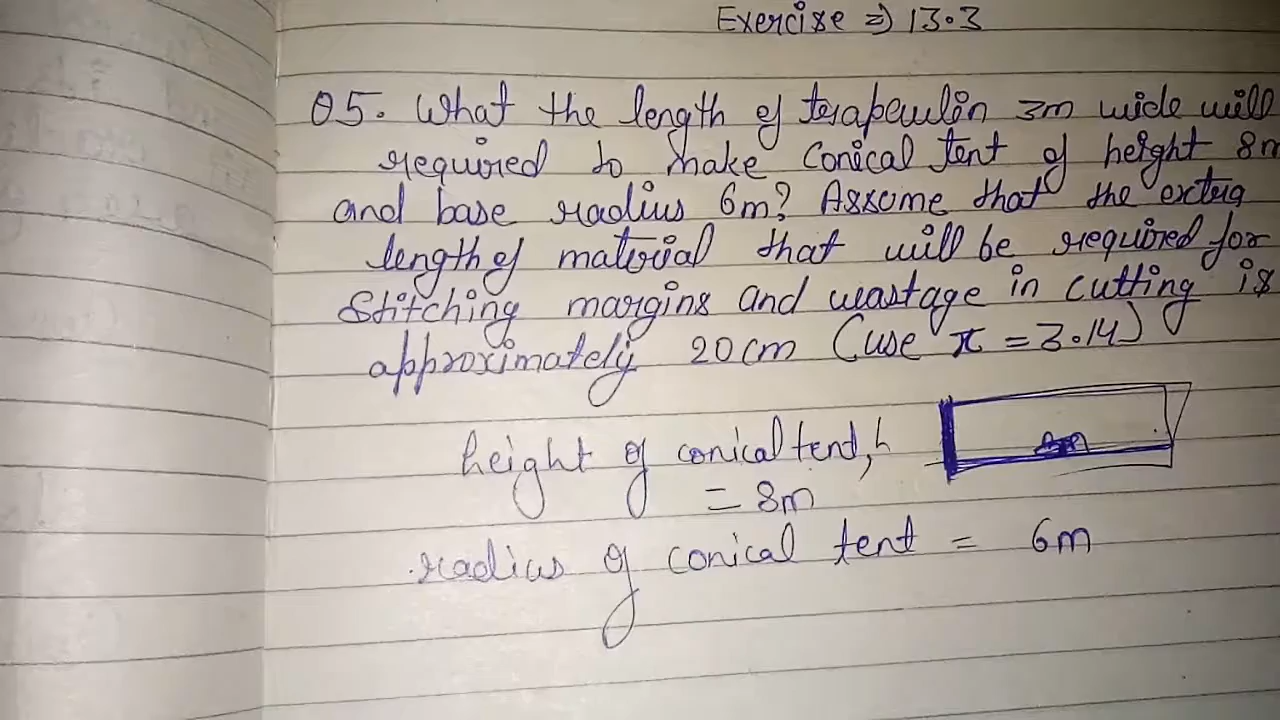 Exercise ⇒ 13.3
Q5. What the length of terapaulin 3m wide will
required to make Conical tent of height 8m
and base radius 6m? Assume that the extra
length of material that will be required for
Stitching margins and wastage in cutting is
approximately 20cm (use π = 3.14)
height of conical tent, h
= 8m
radius of conical tent = 6m